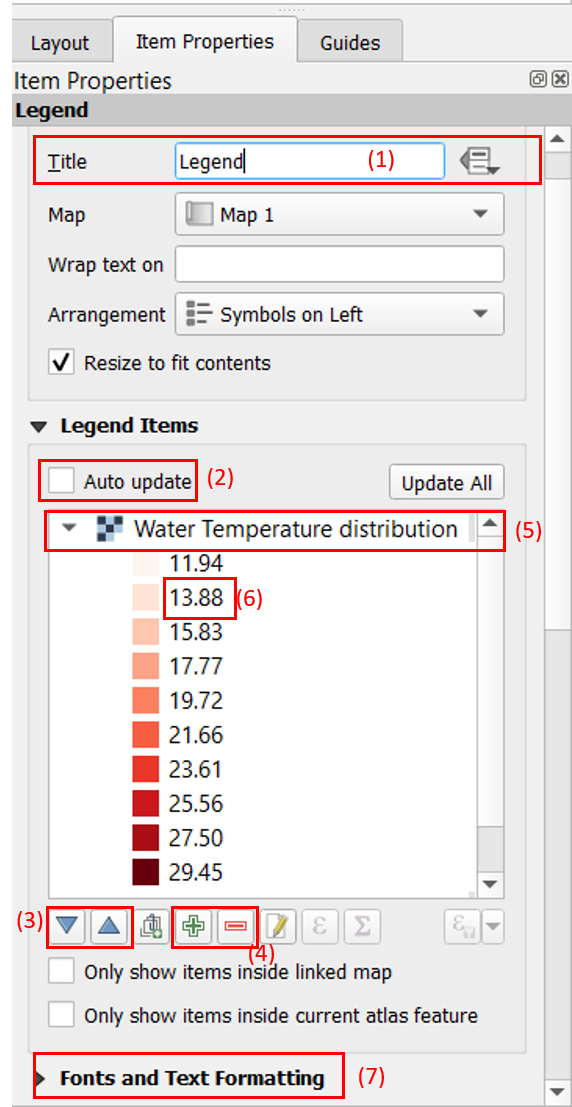 Layout Item Properties Guides
Item Properties
Legend
Title Legend (1)
Map Map 1
Wrap text on
Arrangement Symbols on Left
Resize to fit contents
Legend Items
Auto update (2) Update All
Water Temperature distribution (5)
11.94
13.88 (6)
15.83
17.77
19.72
21.66
23.61
25.56
27.50
29.45
(3) ε Σ ε
(4)
Only show items inside linked map
Only show items inside current atlas feature
Fonts and Text Formatting (7)